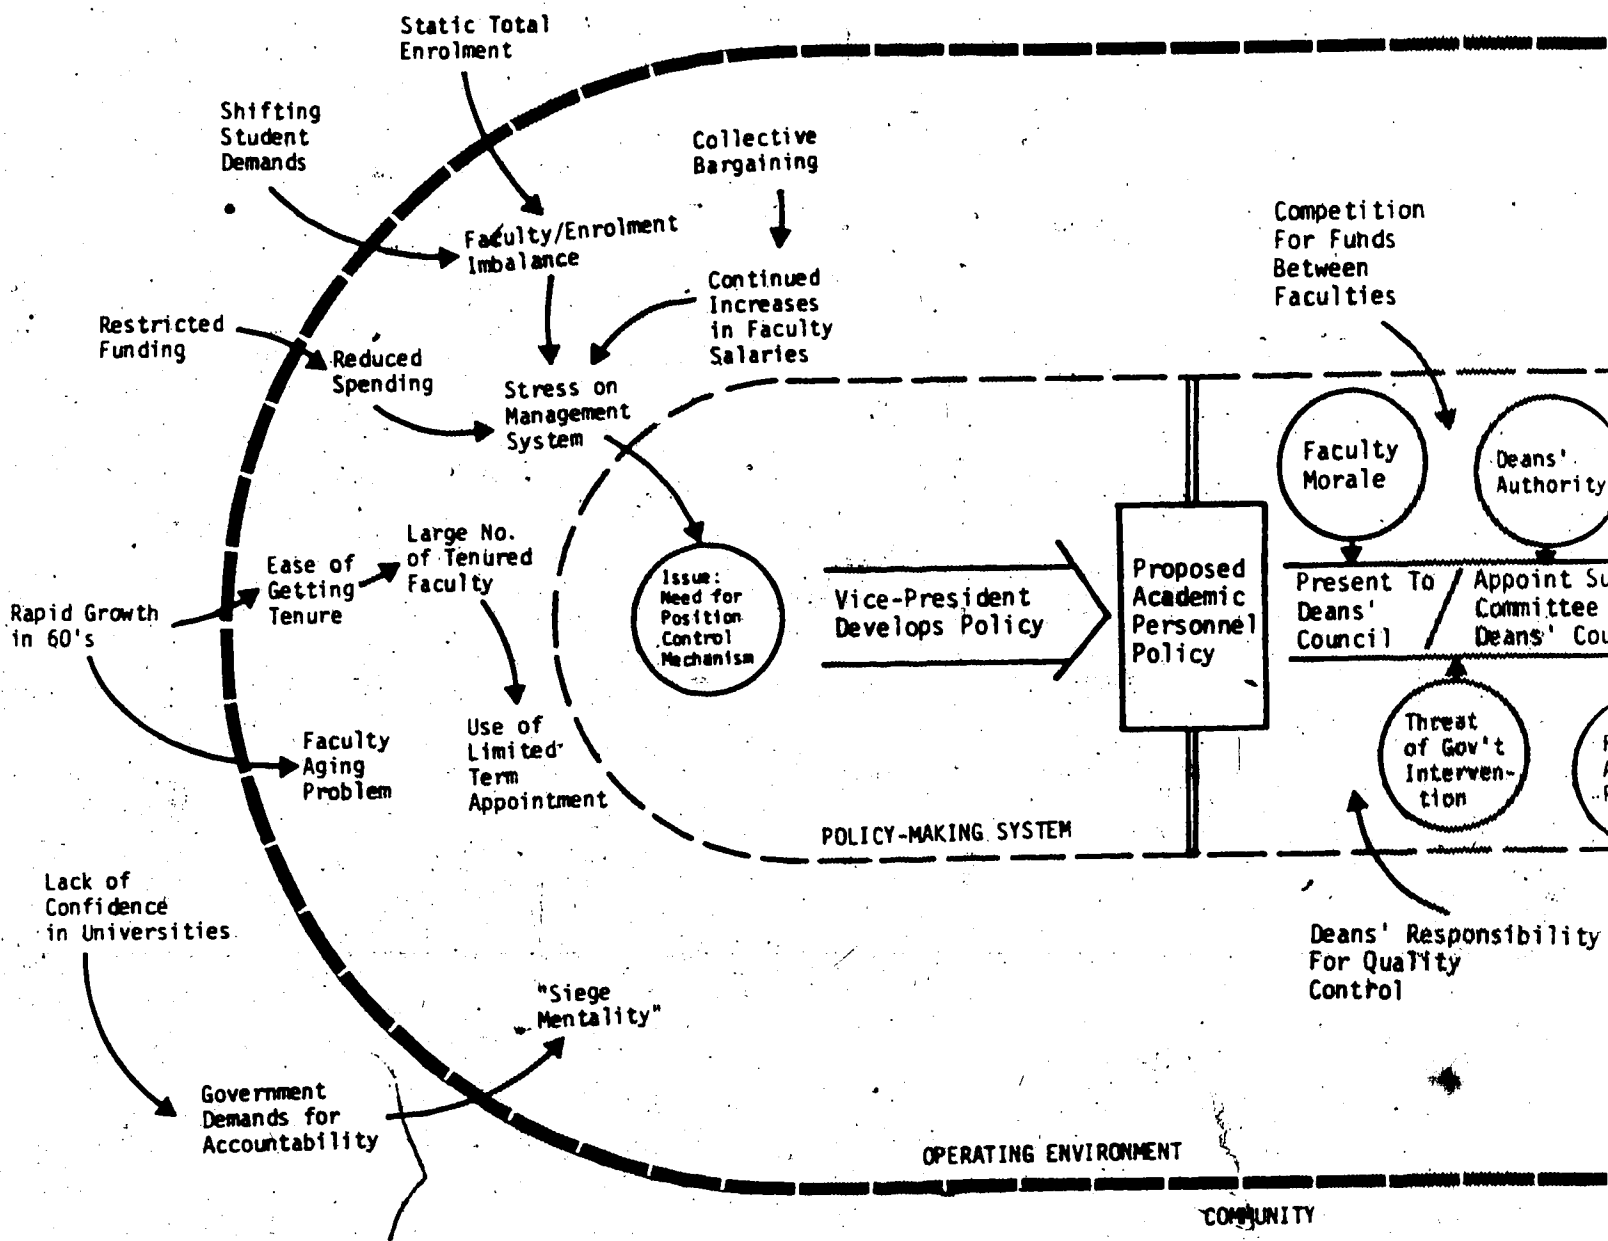 Static Total
Enrolment
Shifting
Student
Demands
Collective
Bargaining
Competition
For Funds
Between
Faculties
Faculty/Enrolment
Imbalance
Continued
Increases
in Faculty
Salaries
Restricted
Funding
Reduced
Spending
Stress on
Management
System
Faculty
Morale
Deans'
Authority
Large No.
of Tenured
Faculty
Ease of
Getting
Tenure
Rapid Growth
in 60's
Issue:
Need for
Position
Control
Mechanism
Vice-President
Develops Policy
Proposed
Academic
Personnel
Policy
Present To
Deans'
Council
/
Appoint
Committee
Deans'
Use of
Limited
Term
Appointment
Faculty
Aging
Problem
Threat
of Gov't
Interven-
tion
POLICY-MAKING SYSTEM
Lack of
Confidence
in Universities
Deans' Responsibility
For Quality
Control
"Siege
Mentality"
Government
Demands for
Accountability
OPERATING ENVIRONMENT
COMMUNITY